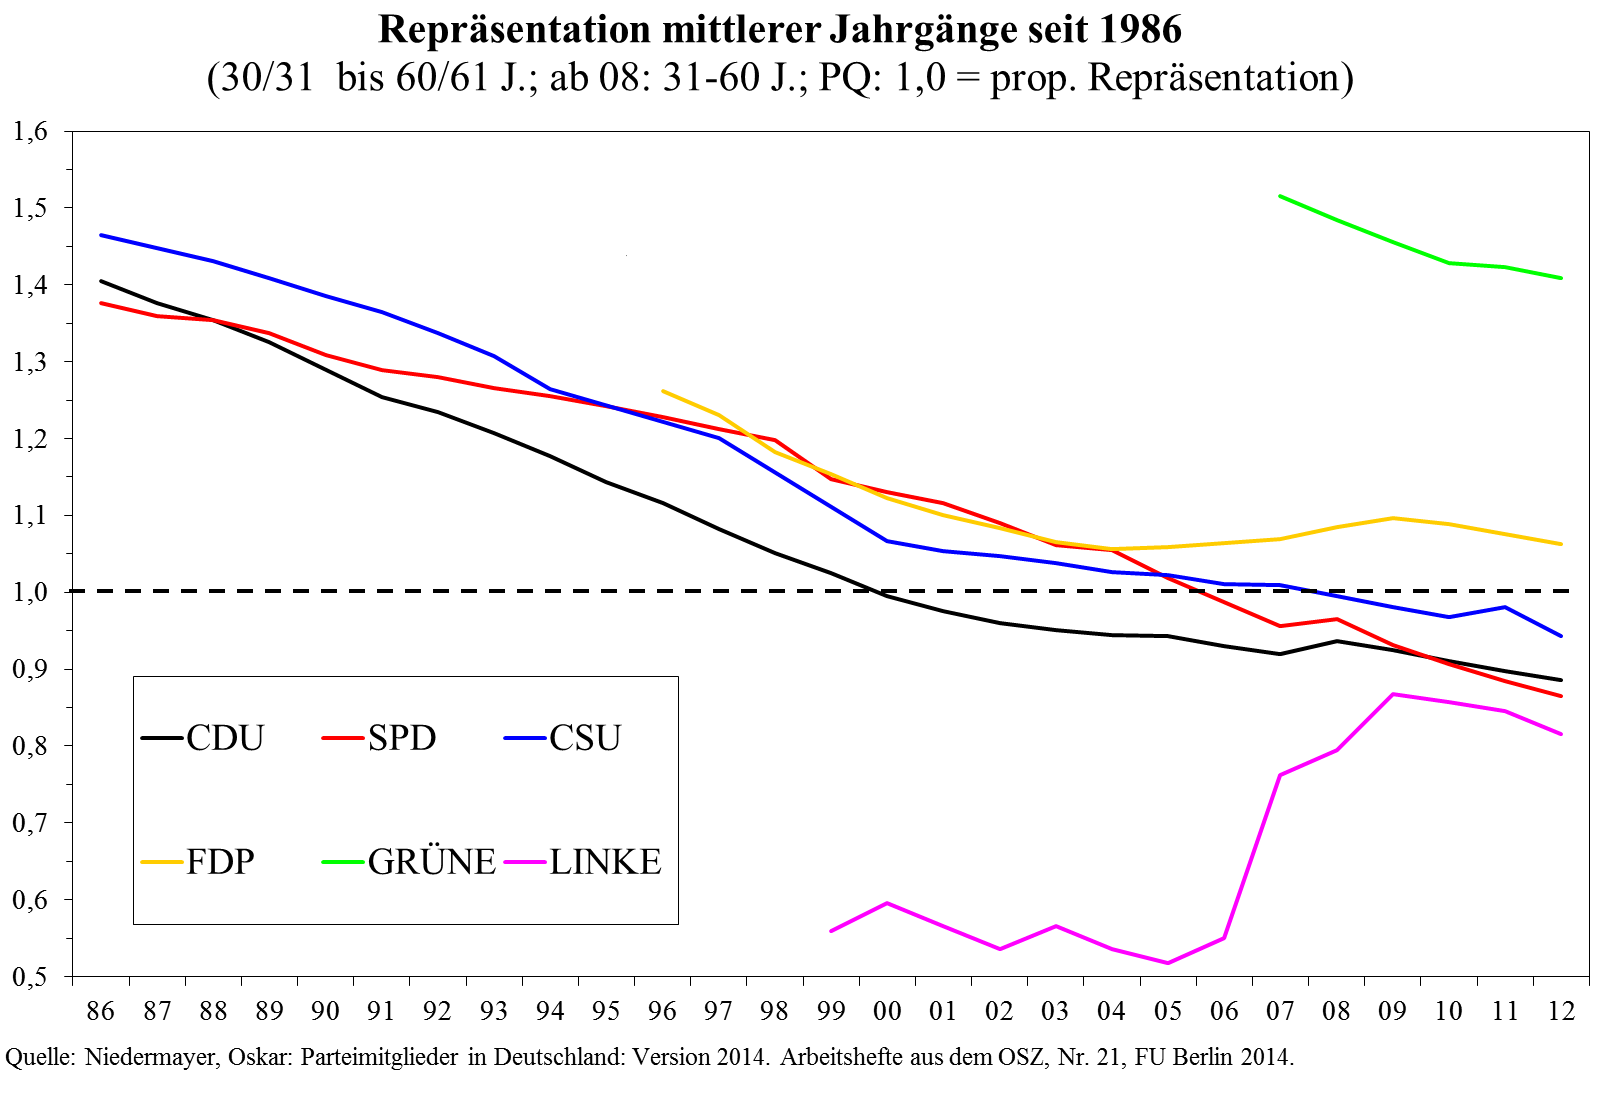 Repräsentation mittlerer Jahrgänge seit 1986
(30/31 bis 60/61 J.; ab 08: 31-60 J.; PQ: 1,0 = prop. Repräsentation)
1,6
1,5
1,4
1,3
1,2
1,1
1,0
0,9
0,8
0,7
0,6
0,5
CDU SPD CSU
FDP GRÜNE LINKE
86 87 88 89 90 91 92 93 94 95 96 97 98 99 00 01 02 03 04 05 06 07 08 09 10 11 12
Quelle: Niedermayer, Oskar: Parteimitglieder in Deutschland: Version 2014. Arbeitshefte aus dem OSZ, Nr. 21, FU Berlin 2014.